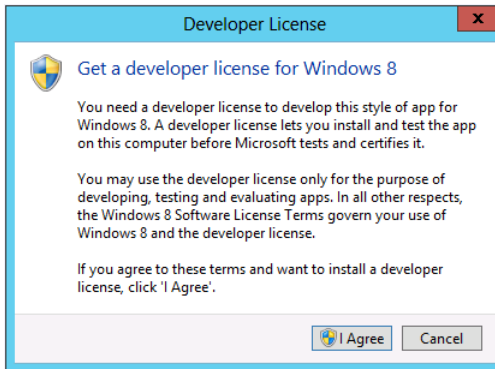 Developer License
x
Get a developer license for Windows 8
You need a developer license to develop this style of app for
Windows 8. A developer license lets you install and test the app
on this computer before Microsoft tests and certifies it.
You may use the developer license only for the purpose of
developing, testing and evaluating apps. In all other respects,
the Windows 8 Software License Terms govern your use of
Windows 8 and the developer license.
If you agree to these terms and want to install a developer
license, click 'I Agree'.
I Agree Cancel